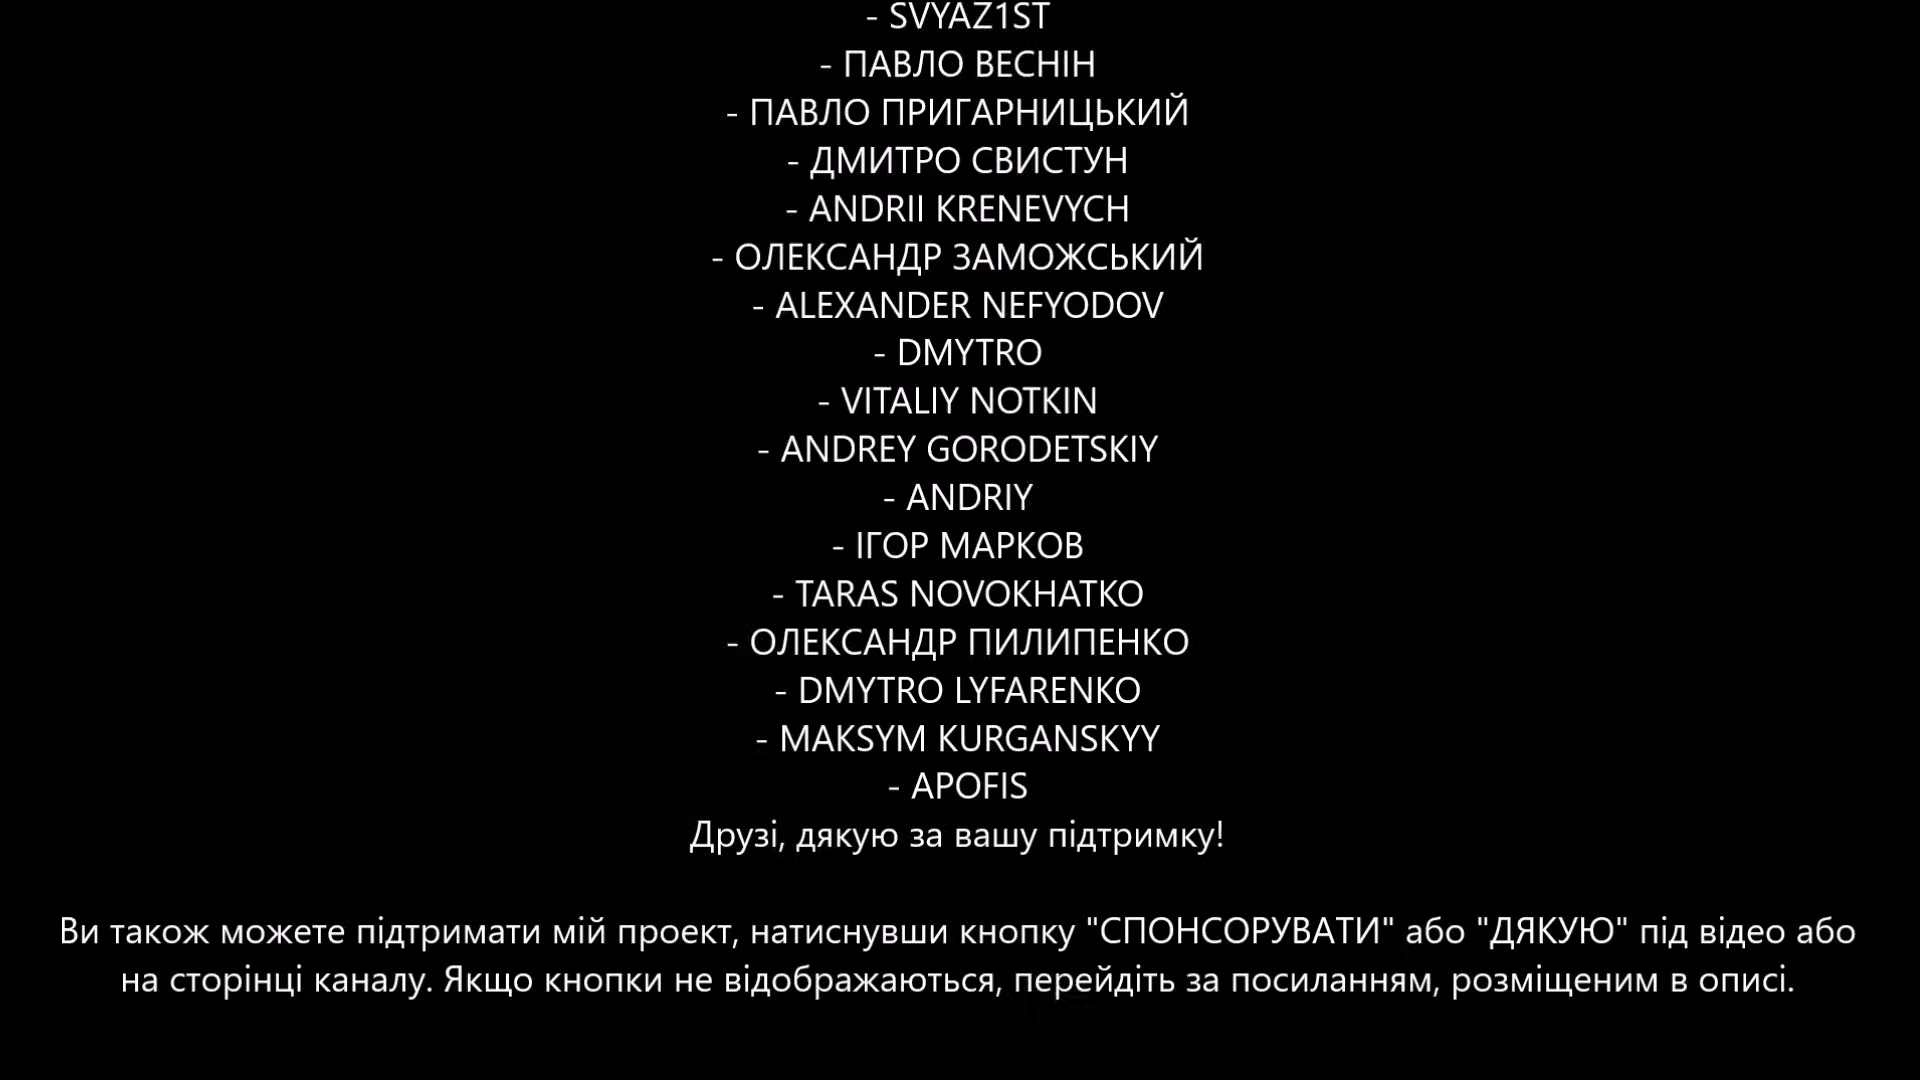 - SVYAZ1ST
- ПАВЛО ВЕСНІН
- ПАВЛО ПРИГАРНИЦЬКИЙ
- ДМИТРО СВИСТУН
- ANDRII KRENEVYCH
- ОЛЕКСАНДР ЗАМОЖСЬКИЙ
- ALEXANDER NEFYODOV
- DMYTRO
- VITALIY NOTKIN
- ANDREY GORODETSKIY
- ANDRIY
- ІГОР МАРКОВ
- TARAS NOVOKHATKO
- ОЛЕКСАНДР ПИЛИПЕНКО
- DMYTRO LYFARENKO
- MAKSYM KURGANSKYY
- APOFIS
Друзі, дякую за вашу підтримку!
Ви також можете підтримати мій проект, натиснувши кнопку "СПОНСОРУВАТИ" або "ДЯКУЮ" під відео або
на сторінці каналу. Якщо кнопки не відображаються, перейдіть за посиланням, розміщеним в описі.